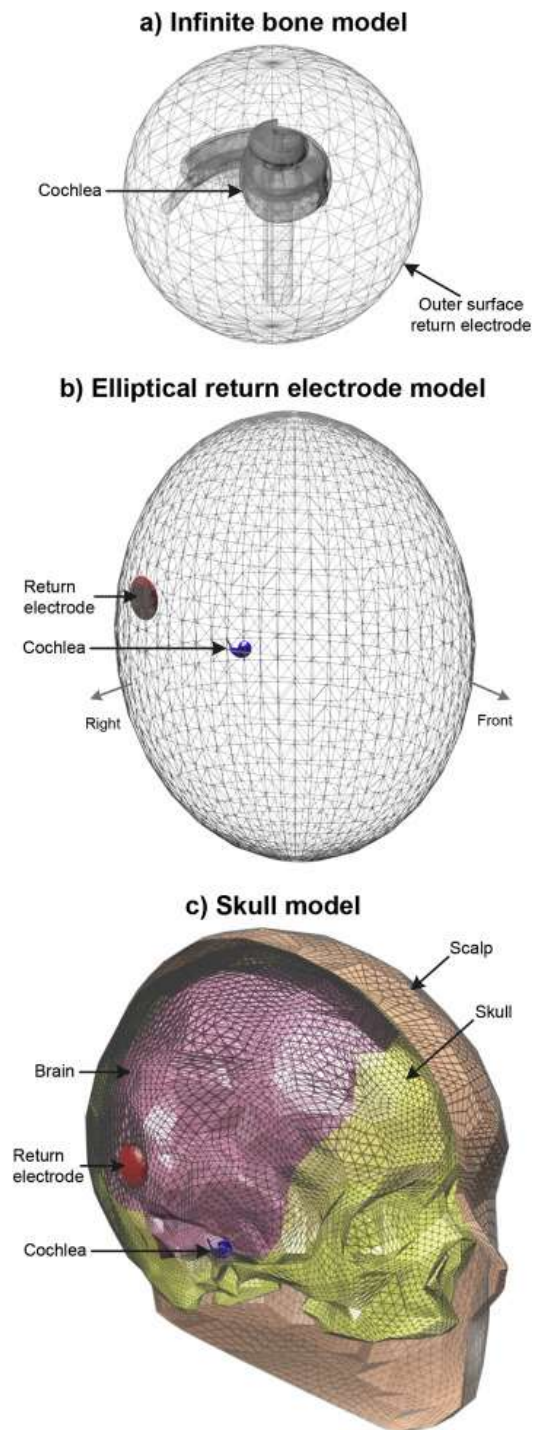 a) Infinite bone model
Cochlea
Outer surface
return electrode
b) Elliptical return electrode model
Return
electrode
Cochlea
Right
Front
c) Skull model
Scalp
Skull
Brain
Return
electrode
Cochlea